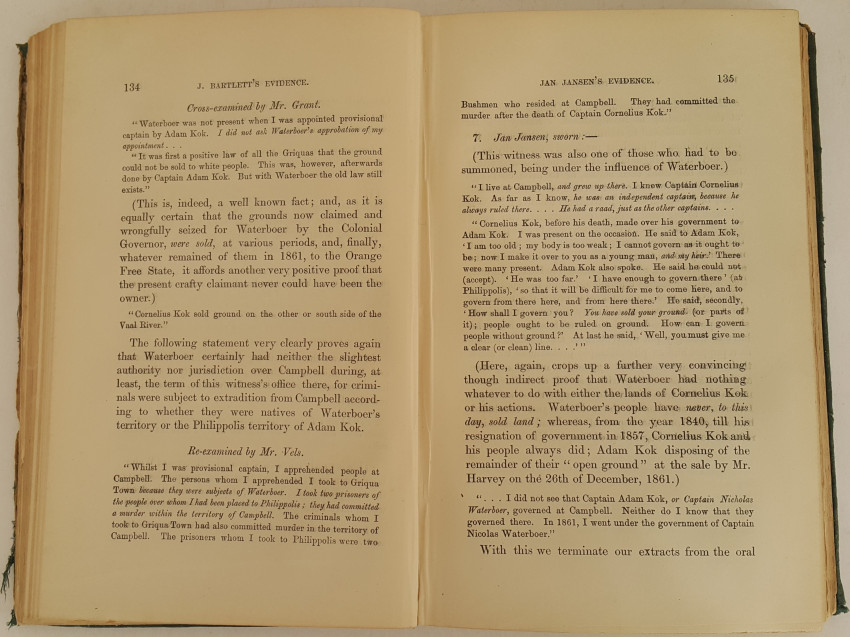 134 J. BARTLETT'S EVIDENCE.
Cross-examined by Mr. Grant.
"Waterboer was not present when I was appointed provisional
captain by Adam Kok. I did not ask Waterboer's approbation of my
appointment . . .
"It was first a positive law of all the Griquas that the ground
could not be sold to white people. This was, however, afterwards
done by Captain Adam Kok. But with Waterboer the old law still
exists."
(This is, indeed, a well known fact; and, as it is
equally certain that the grounds now claimed and
wrongfully seized for Waterboer by the Colonial
Governor, were sold, at various periods, and, finally,
whatever remained of them in 1861, to the Orange
Free State, it affords another very positive proof that
the present crafty claimant never could have been the
owner.)
"Cornelius Kok sold ground on the other or south side of the
Vaal River."
The following statement very clearly proves again
that Waterboer certainly had neither the slightest
authority nor jurisdiction over Campbell during, at
least, the term of this witness's office there, for crimi-
nals were subject to extradition from Campbell accord-
ing to whether they were natives of Waterboer's
territory or the Philippolis territory of Adam Kok.
Re-examined by Mr. Vels.
"Whilst I was provisional captain, I apprehended people at
Campbell. The persons whom I apprehended I took to Griqua
Town because they were subjects of Waterboer. I took two prisoners of
the people over whom I had been placed to Philippolis; they had committed
a murder within the territory of Campbell. The criminals whom I
took to Griqua Town had also committed murder in the territory of
Campbell. The prisoners whom I took to Philippolis were two
JAN JANSEN'S EVIDENCE. 135
Bushmen who resided at Campbell. They had committed the
murder after the death of Captain Cornelius Kok."
7. Jan Jansen, sworn:—
(This witness was also one of those who had to be
summoned, being under the influence of Waterboer.)
"I live at Campbell, and grew up there. I knew Captain Cornelius
Kok. As far as I know, he was an independent captain, because he
always ruled there. . . . He had a raad, just as the other captains. . . .
"Cornelius Kok, before his death, made over his government to
Adam Kok. I was present on the occasion. He said to Adam Kok,
'I am too old; my body is too weak; I cannot govern as it ought to
be; now I make it over to you as a young man, and my heir.' There
were many present. Adam Kok also spoke. He said he could not
(accept). 'He was too far.' 'I have enough to govern there' (at
Philippolis), 'so that it will be difficult for me to come here, and to
govern from there here, and from here there.' He said, secondly,
'How shall I govern you? You have sold your ground (or parts of
it); people ought to be ruled on ground. How can I govern
people without ground?' At last he said, 'Well, you must give me
a clear (or clean) line. . . .'"
(Here, again, crops up a further very convincing
though indirect proof that Waterboer had nothing
whatever to do with either the lands of Cornelius Kok
or his actions. Waterboer's people have never, to this
day, sold land; whereas, from the year 1840, till his
resignation of government in 1857, Cornelius Kok and
his people always did; Adam Kok disposing of the
remainder of their "open ground" at the sale by Mr.
Harvey on the 26th of December, 1861.)
". . . I did not see that Captain Adam Kok, or Captain Nicholas
Waterboer, governed at Campbell. Neither do I know that they
governed there. In 1861, I went under the government of Captain
Nicolas Waterboer."
With this we terminate our extracts from the oral